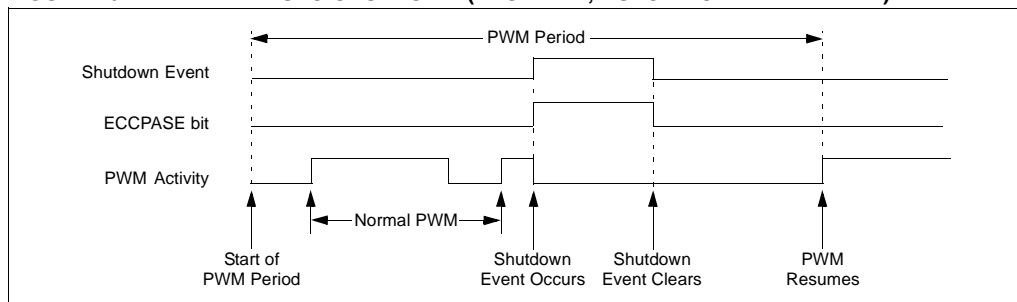 PWM Period
Shutdown Event
ECCPASE bit
PWM Activity
Normal PWM
Start of
PWM Period
Shutdown
Event Occurs
Shutdown
Event Clears
PWM
Resumes